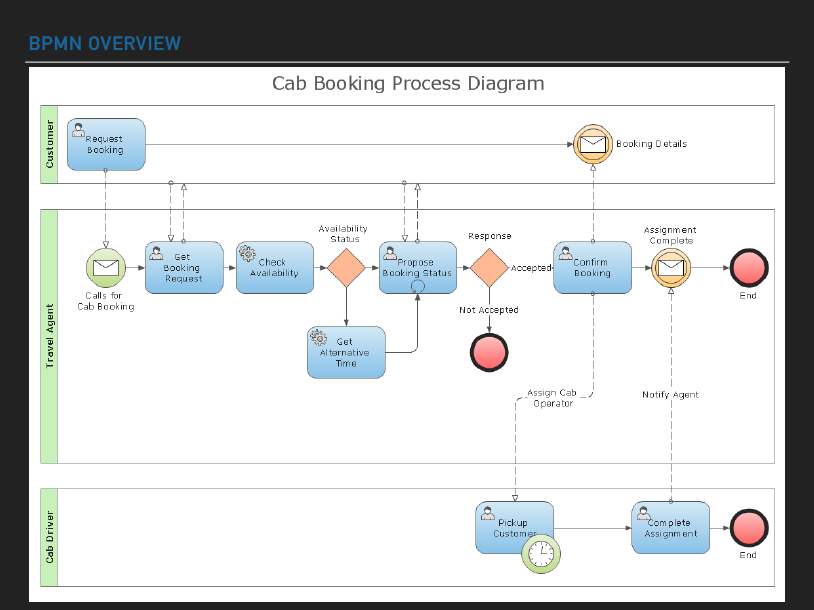 BPMN OVERVIEW
Cab Booking Process Diagram
Customer
Request
Booking
Booking Details
Travel Agent
Calls for
Cab Booking
Get
Booking
Request
Check
Availability
Availability
Status
Get
Alternative
Time
Propose
Booking Status
Response
Accepted
Not Accepted
Confirm
Booking
Assignment
Complete
End
Assign Cab
Operator
Notify Agent
Cab Driver
Pickup
Customer
Complete
Assignment
End